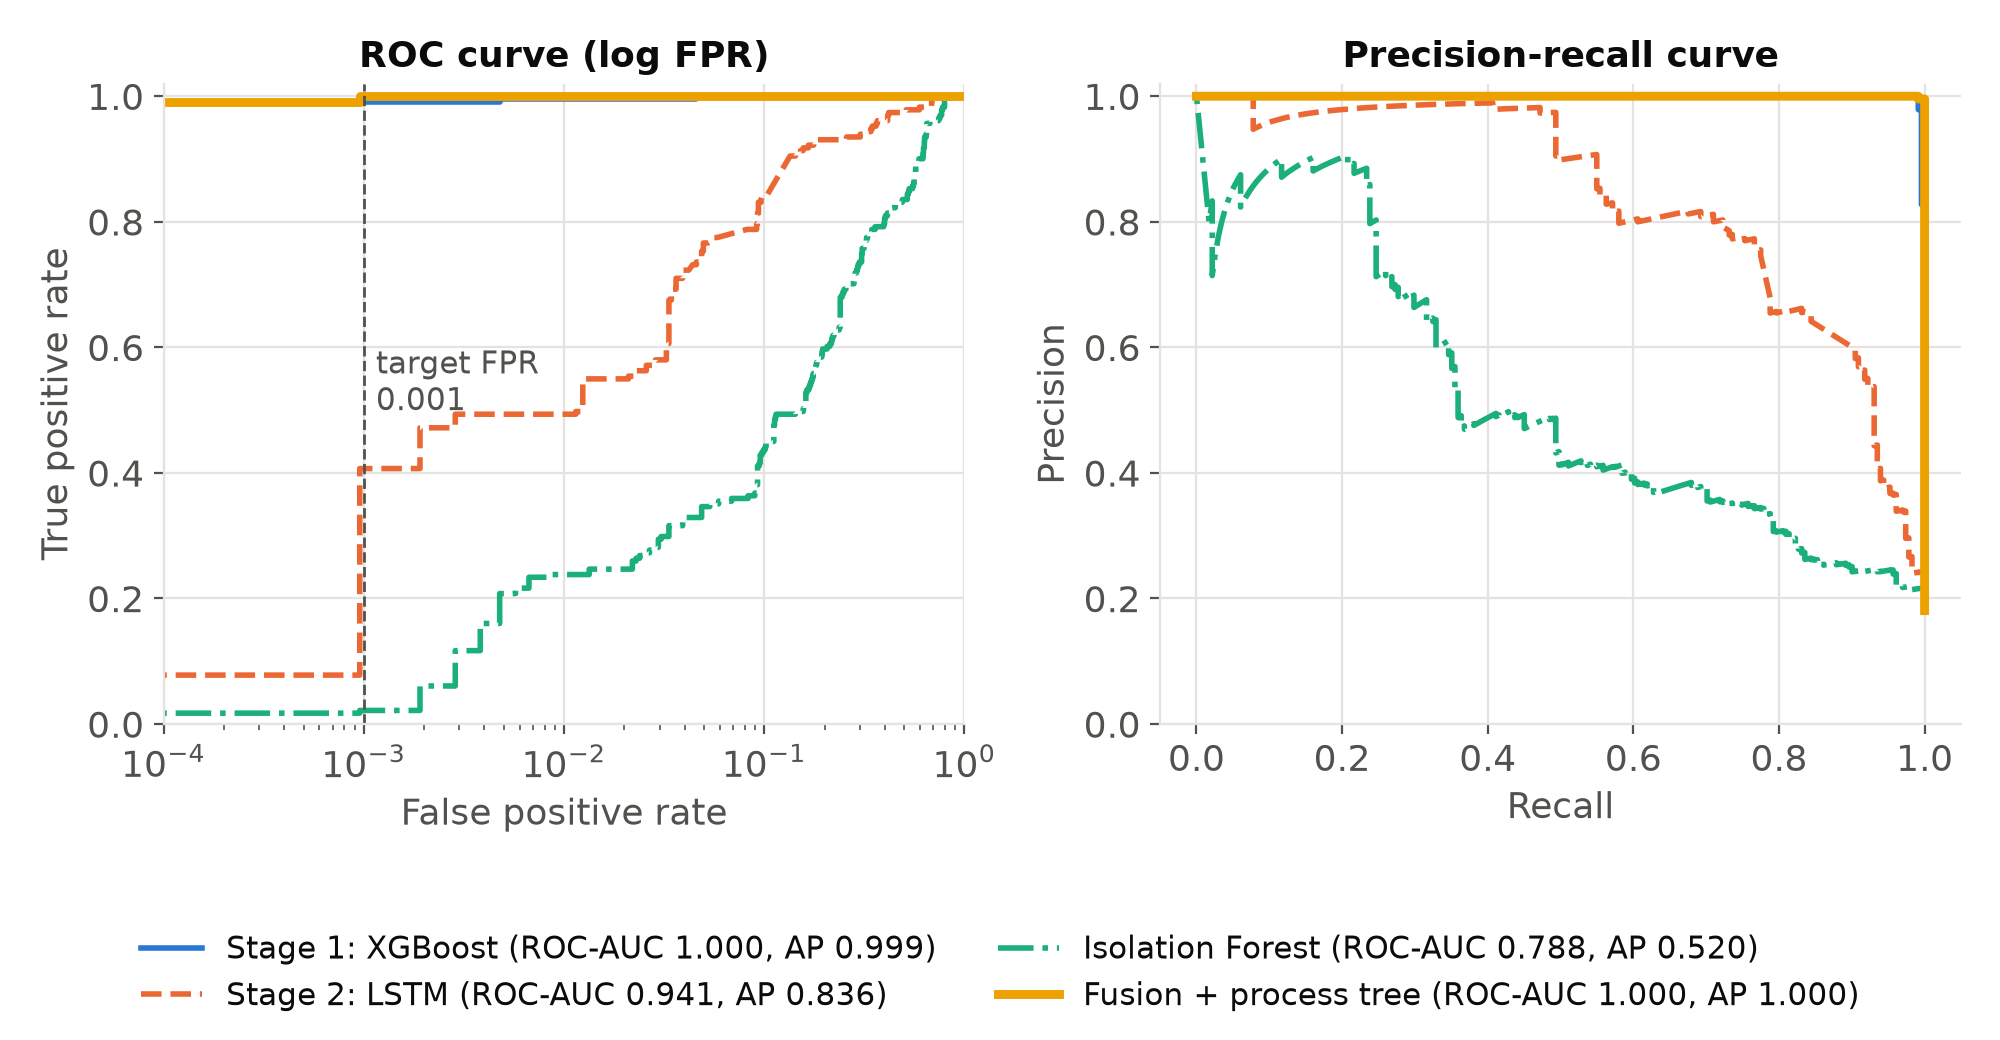 ROC curve (log FPR)
True positive rate
1.0
0.8
0.6
0.4
0.2
0.0
target FPR
0.001
10⁻⁴ 10⁻³ 10⁻² 10⁻¹ 10⁰
False positive rate
Precision-recall curve
Precision
1.0
0.8
0.6
0.4
0.2
0.0
0.0 0.2 0.4 0.6 0.8 1.0
Recall
Stage 1: XGBoost (ROC-AUC 1.000, AP 0.999)
Stage 2: LSTM (ROC-AUC 0.941, AP 0.836)
Isolation Forest (ROC-AUC 0.788, AP 0.520)
Fusion + process tree (ROC-AUC 1.000, AP 1.000)